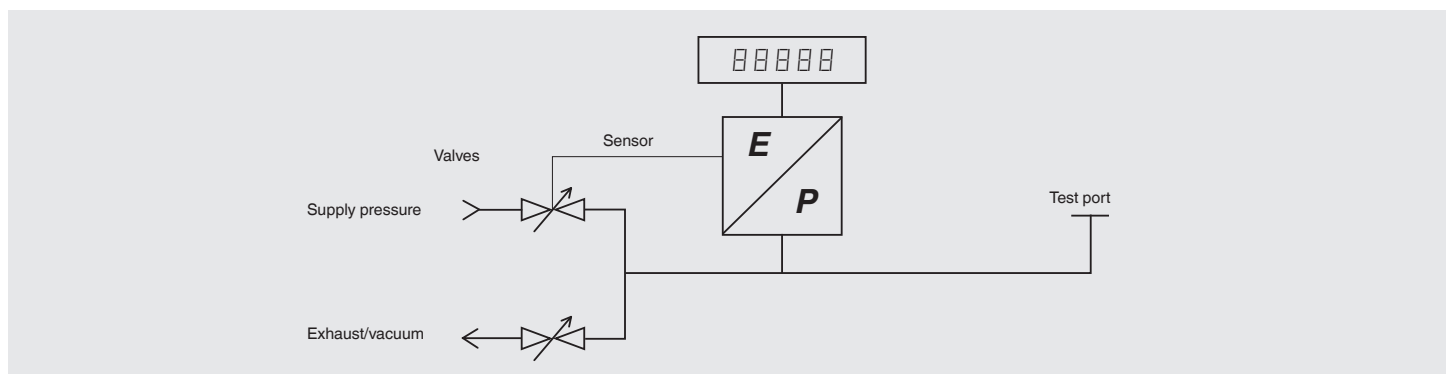 88888
E
Sensor
Valves
P
Test port
Supply pressure
Exhaust/vacuum